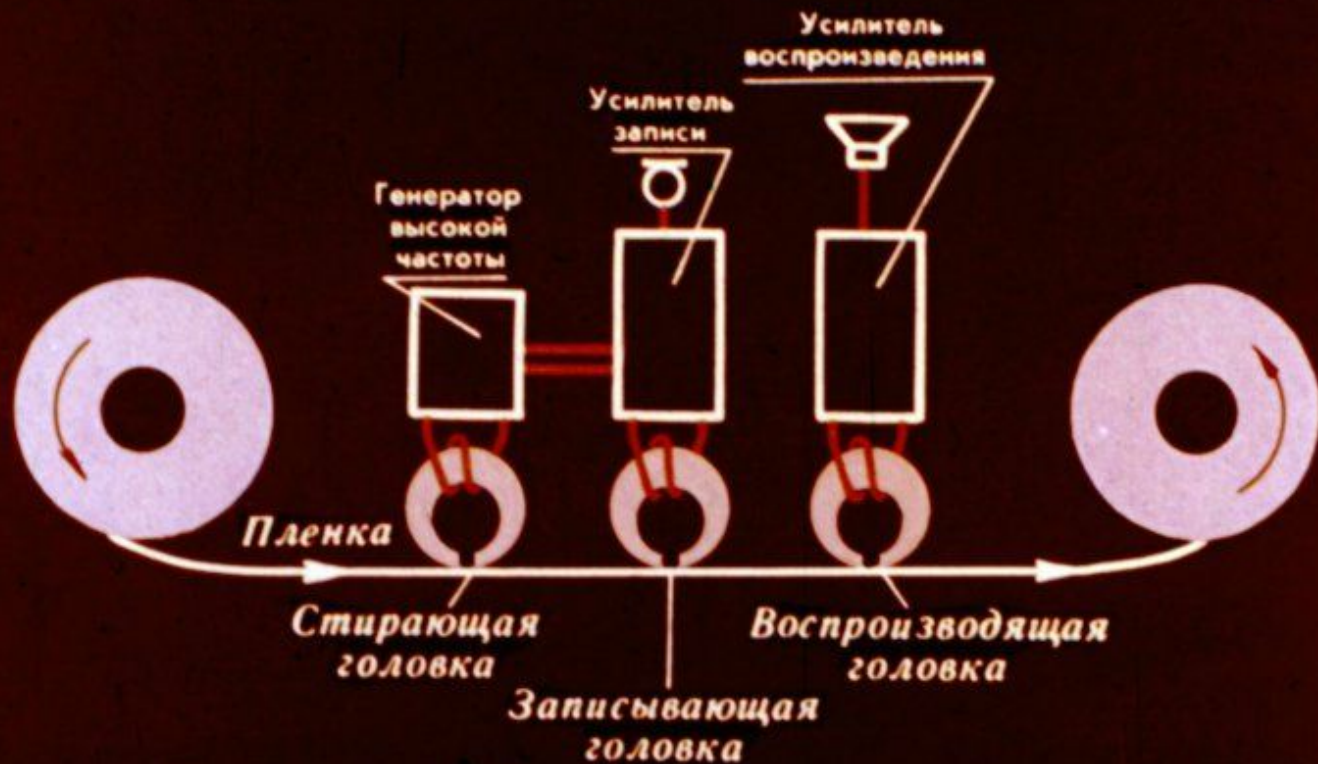 Усилитель
воспроизведения
Усилитель
записи
Генератор
высокой
частоты
Пленка
Стирающая
головка
Воспроизводящая
головка
Записывающая
головка